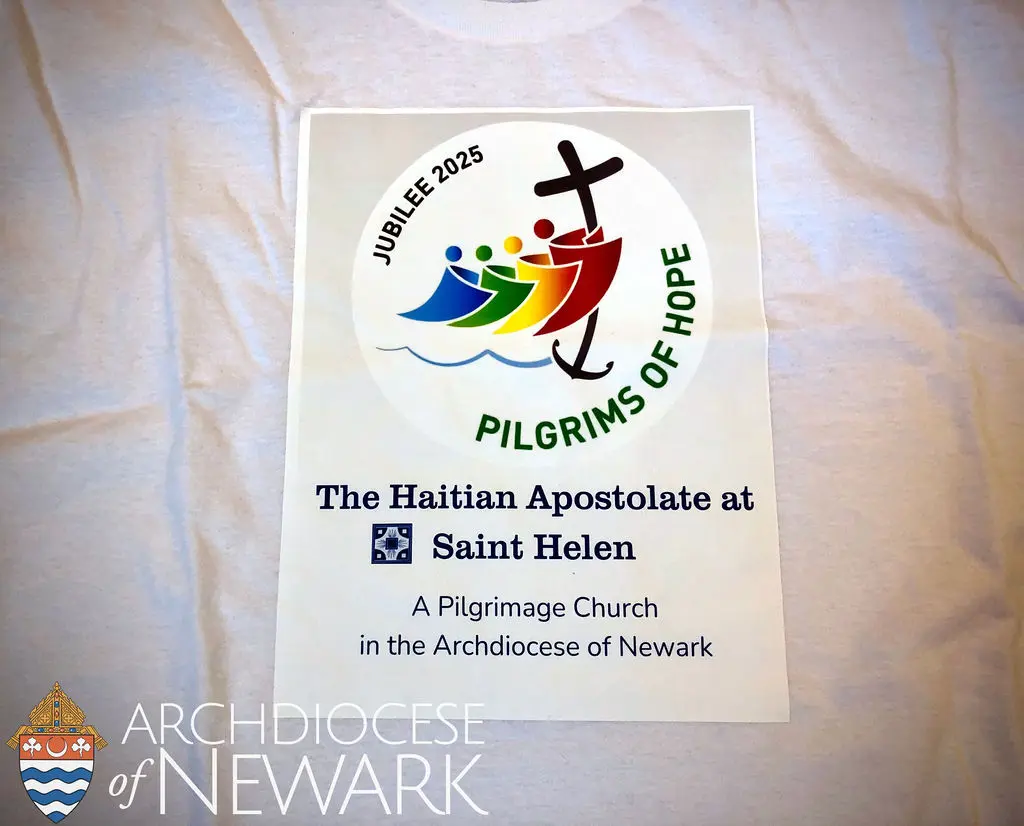 JUBILEE 2025
PILGRIMS OF HOPE
The Haitian Apostolate at
Saint Helen
A Pilgrimage Church
in the Archdiocese of Newark
ARCHDIOCESE
of NEWARK